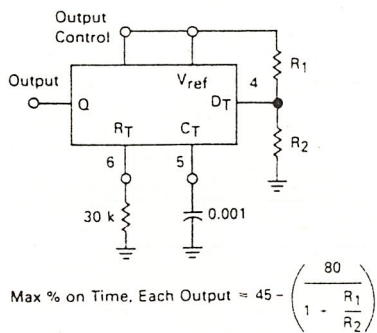 Output
Control
Output
Q
Vref
4
DT
R1
RT
CT
R2
6
5
30 k
0.001
Max % on Time, Each Output ≈ 45 - (80 / (1 - R1/R2))